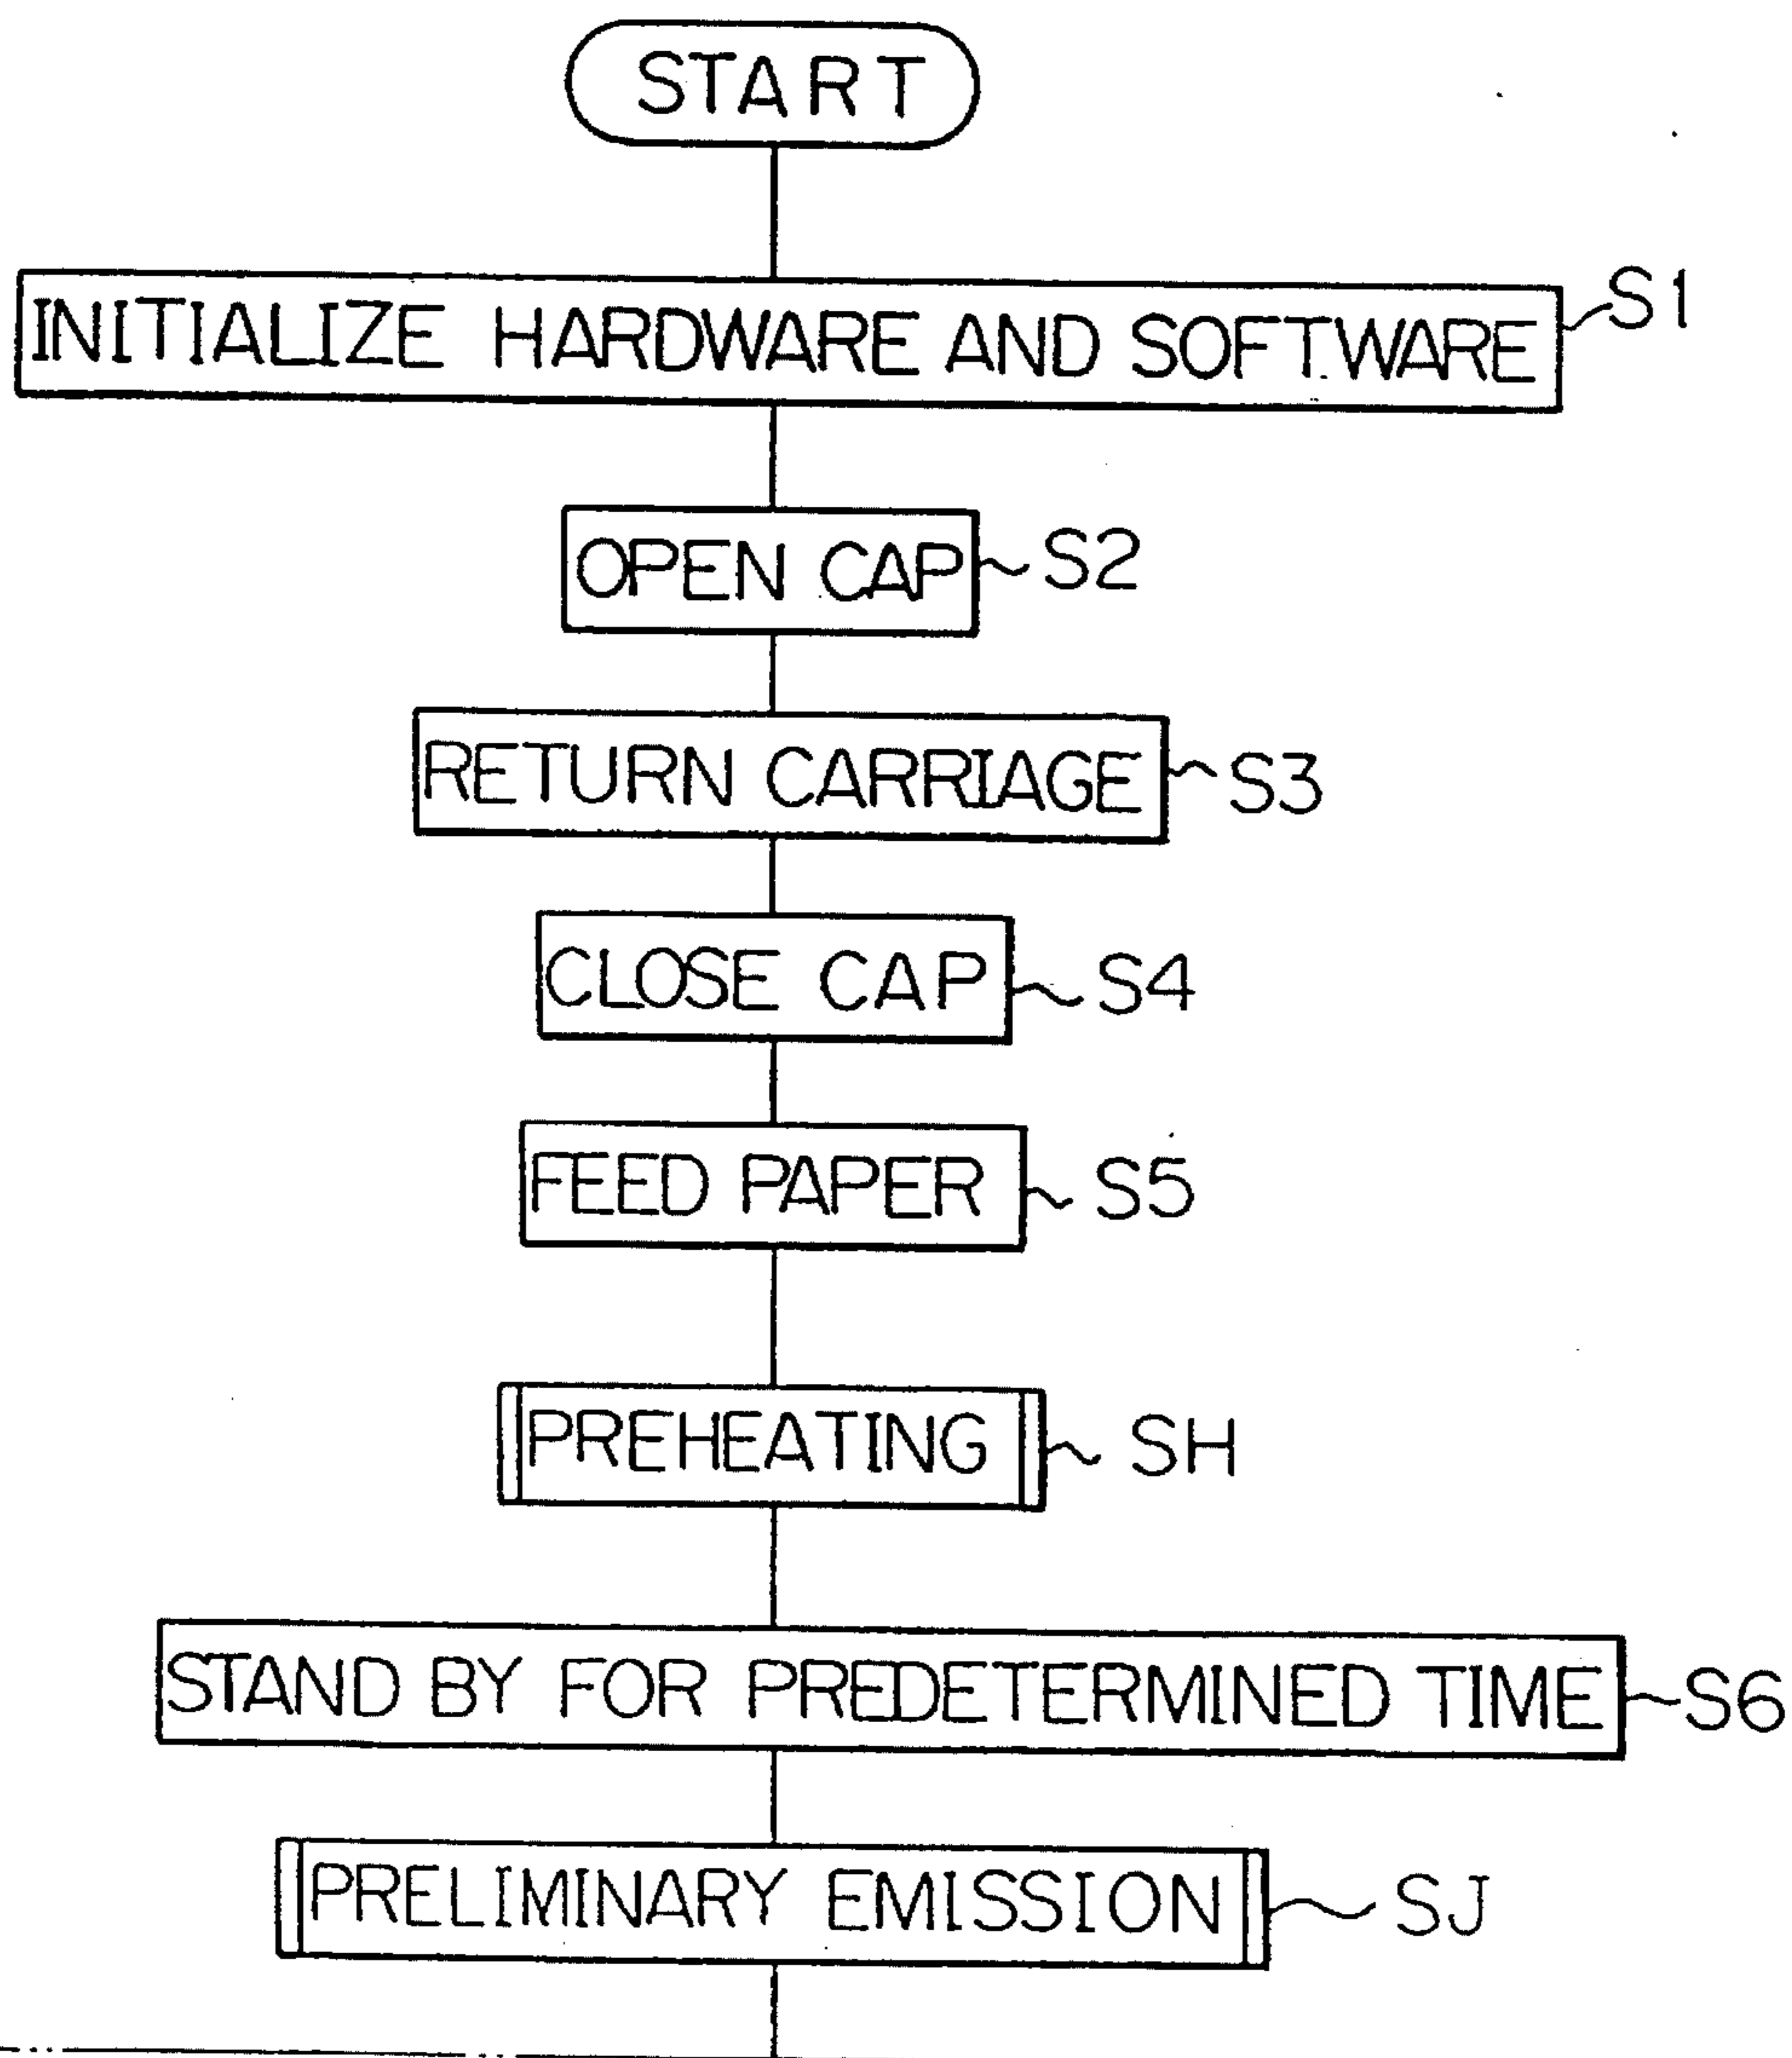 START
INITIALIZE HARDWARE AND SOFTWARE S1
OPEN CAP S2
RETURN CARRIAGE S3
CLOSE CAP S4
FEED PAPER S5
PREHEATING SH
STAND BY FOR PREDETERMINED TIME S6
PRELIMINARY EMISSION SJ